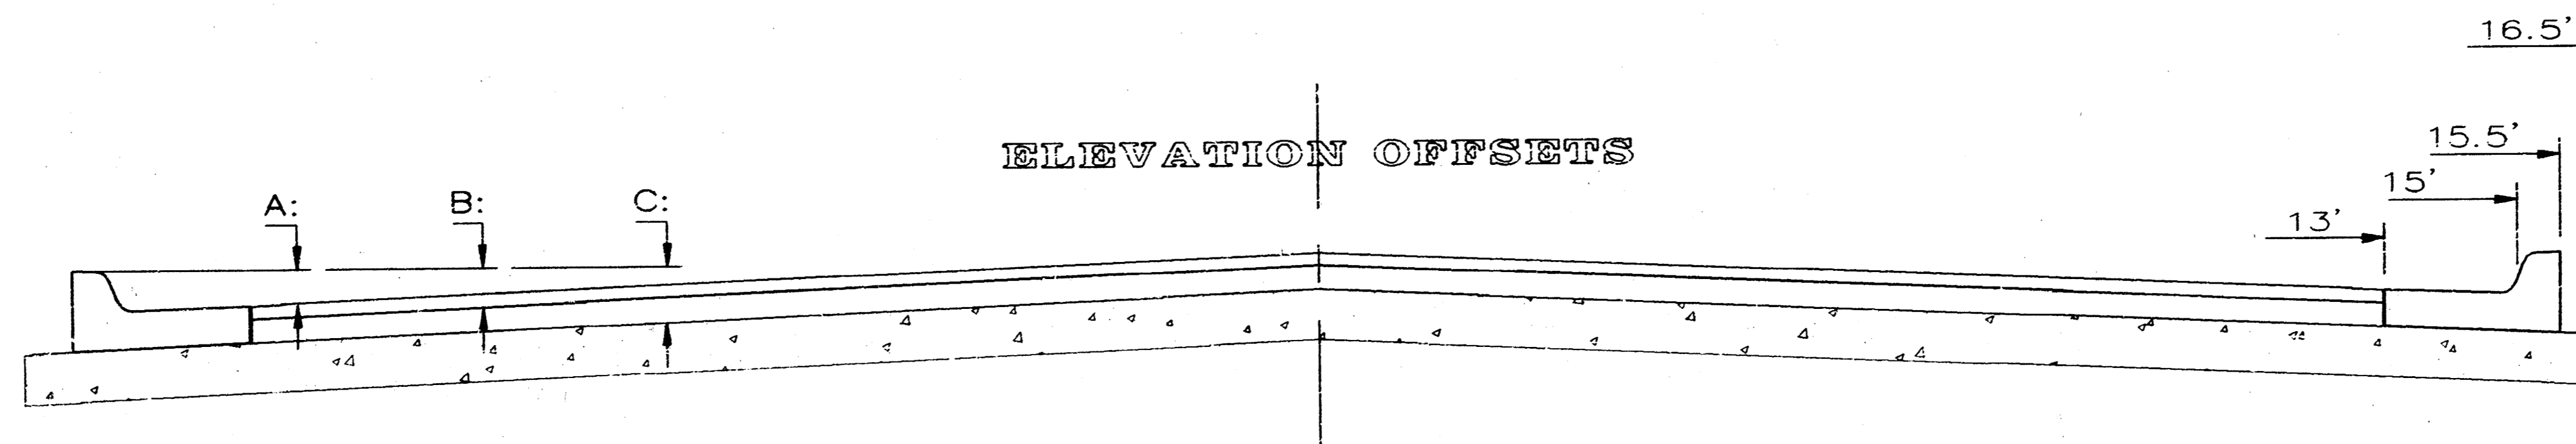 16.5'
ELEVATION OFFSETS
15.5'
15'
A: B: C:
13'